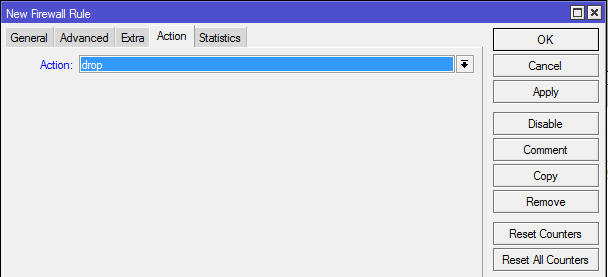 New Firewall Rule
General Advanced Extra Action Statistics
Action: drop
OK
Cancel
Apply
Disable
Comment
Copy
Remove
Reset Counters
Reset All Counters